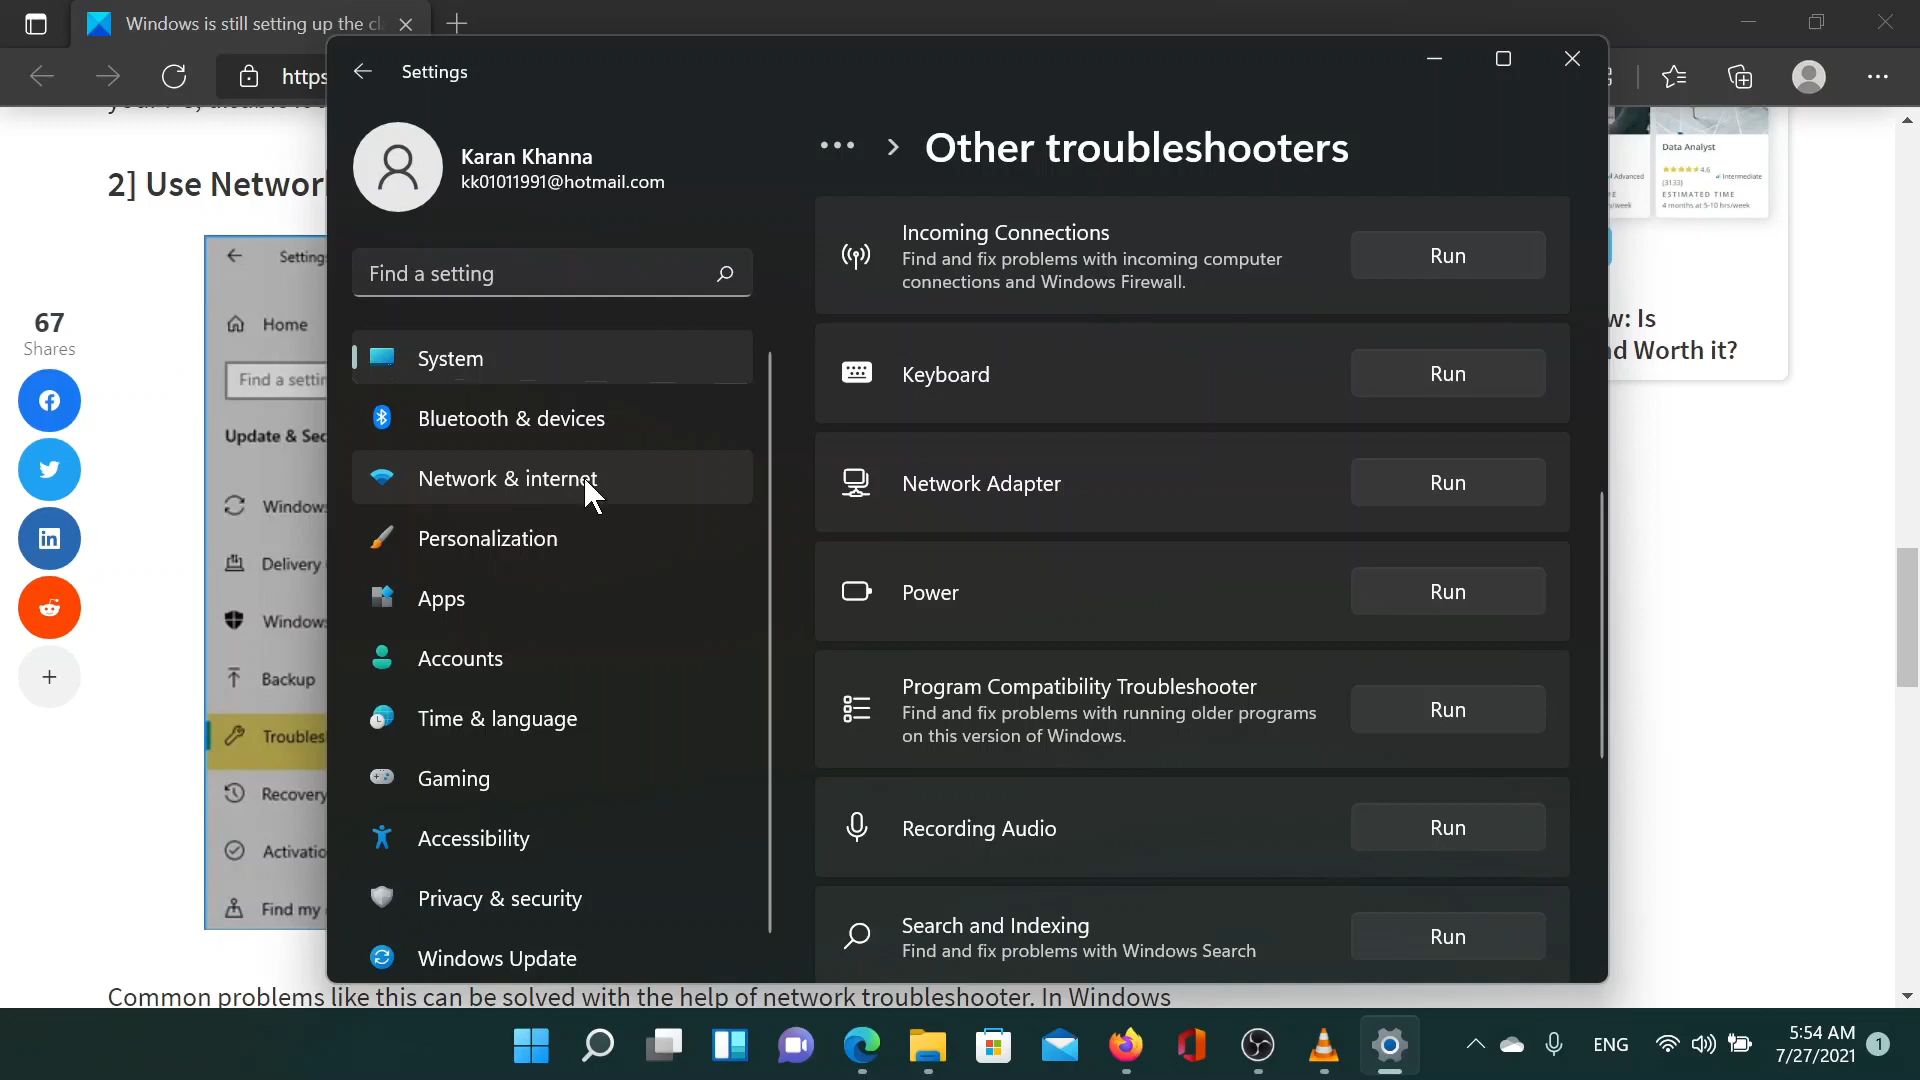 Windows is still setting up the cl
https
2] Use Networ
67
Shares
Settings
Home
Find a settin
Update & Sec
Window
Delivery
Window
Backup
Troubles
Recovery
Activatio
Find my
Common problems like this can be solved with the help of network troubleshooter. In Windows
Settings
Karan Khanna
kk01011991@hotmail.com
Find a setting
System
Bluetooth & devices
Network & internet
Personalization
Apps
Accounts
Time & language
Gaming
Accessibility
Privacy & security
Windows Update
Other troubleshooters
Incoming Connections
Find and fix problems with incoming computer
connections and Windows Firewall.
Run
Keyboard
Run
Network Adapter
Run
Power
Run
Program Compatibility Troubleshooter
Find and fix problems with running older programs
on this version of Windows.
Run
Recording Audio
Run
Search and Indexing
Find and fix problems with Windows Search
Run
Data Analyst
4.6
(3133)
Intermediate
Advanced
ESTIMATED TIME
4 months at 5-10 hrs/week
w: Is
d Worth it?
ENG
5:54 AM
7/27/2021
1